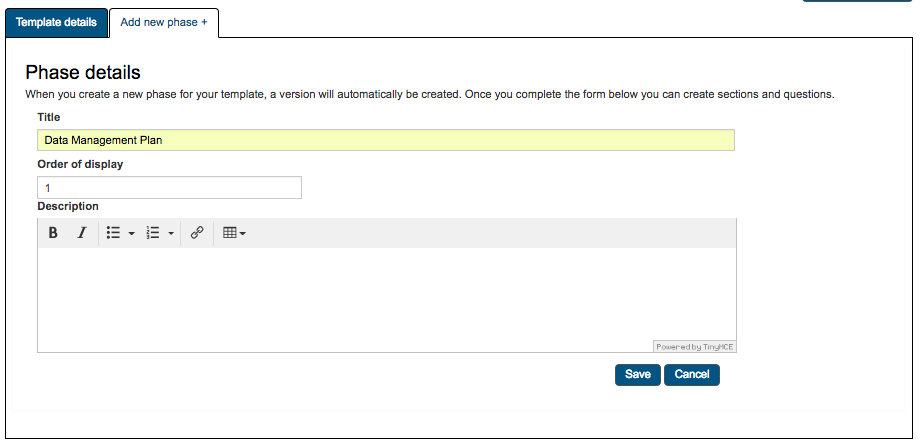 Template details
Add new phase +
Phase details
When you create a new phase for your template, a version will automatically be created. Once you complete the form below you can create sections and questions.
Title
Data Management Plan
Order of display
1
Description
B I
Powered by TinyMCE
Save Cancel